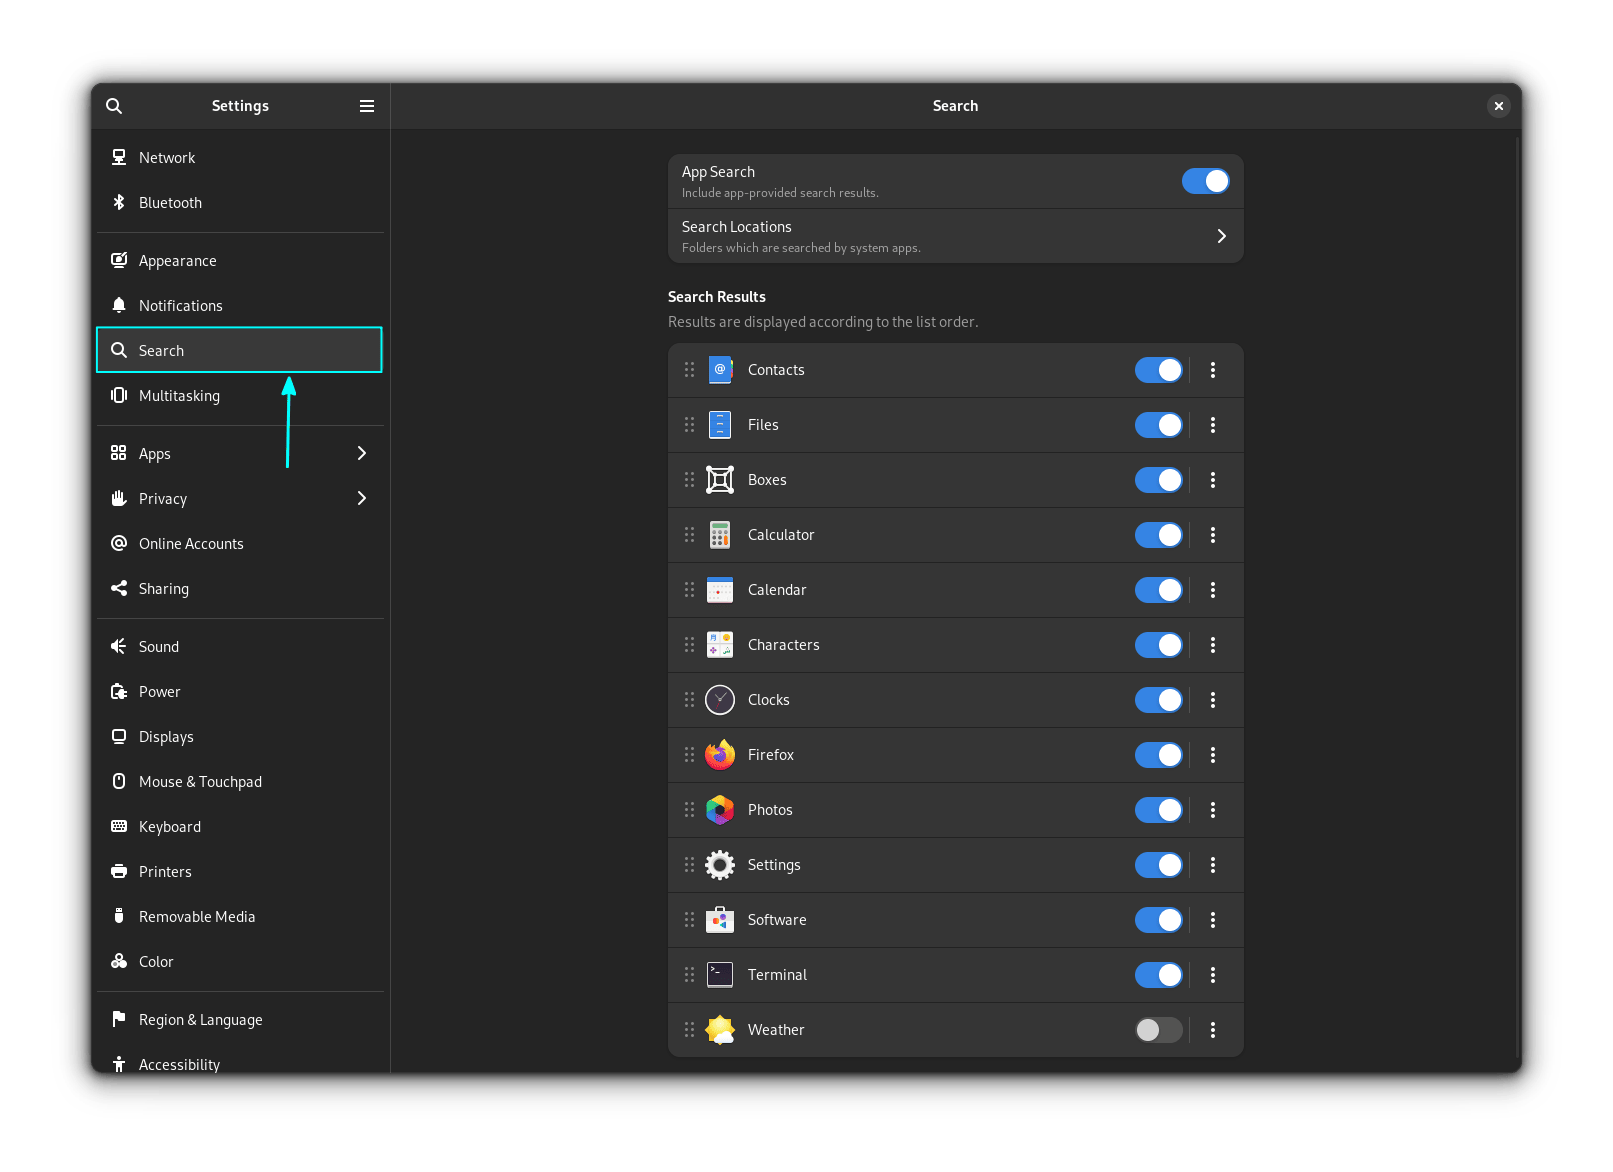 Settings
Search
Network
Bluetooth
Appearance
Notifications
Search
Multitasking
Apps
Privacy
Online Accounts
Sharing
Sound
Power
Displays
Mouse & Touchpad
Keyboard
Printers
Removable Media
Color
Region & Language
Accessibility
App Search
Include app-provided search results.
Search Locations
Folders which are searched by system apps.
Search Results
Results are displayed according to the list order.
Contacts
Files
Boxes
Calculator
Calendar
Characters
Clocks
Firefox
Photos
Settings
Software
Terminal
Weather